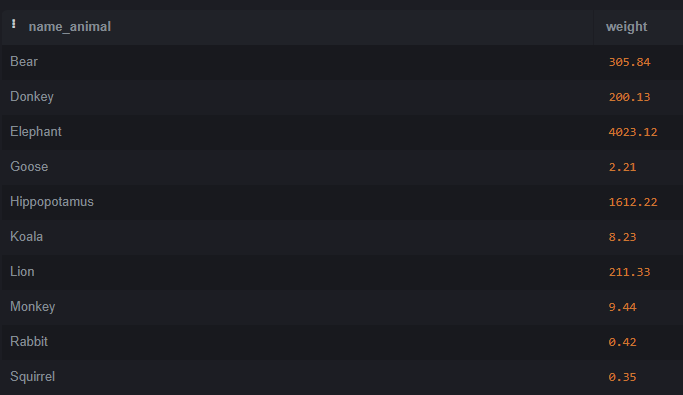 name_animal weight
Bear 305.84
Donkey 200.13
Elephant 4023.12
Goose 2.21
Hippopotamus 1612.22
Koala 8.23
Lion 211.33
Monkey 9.44
Rabbit 0.42
Squirrel 0.35